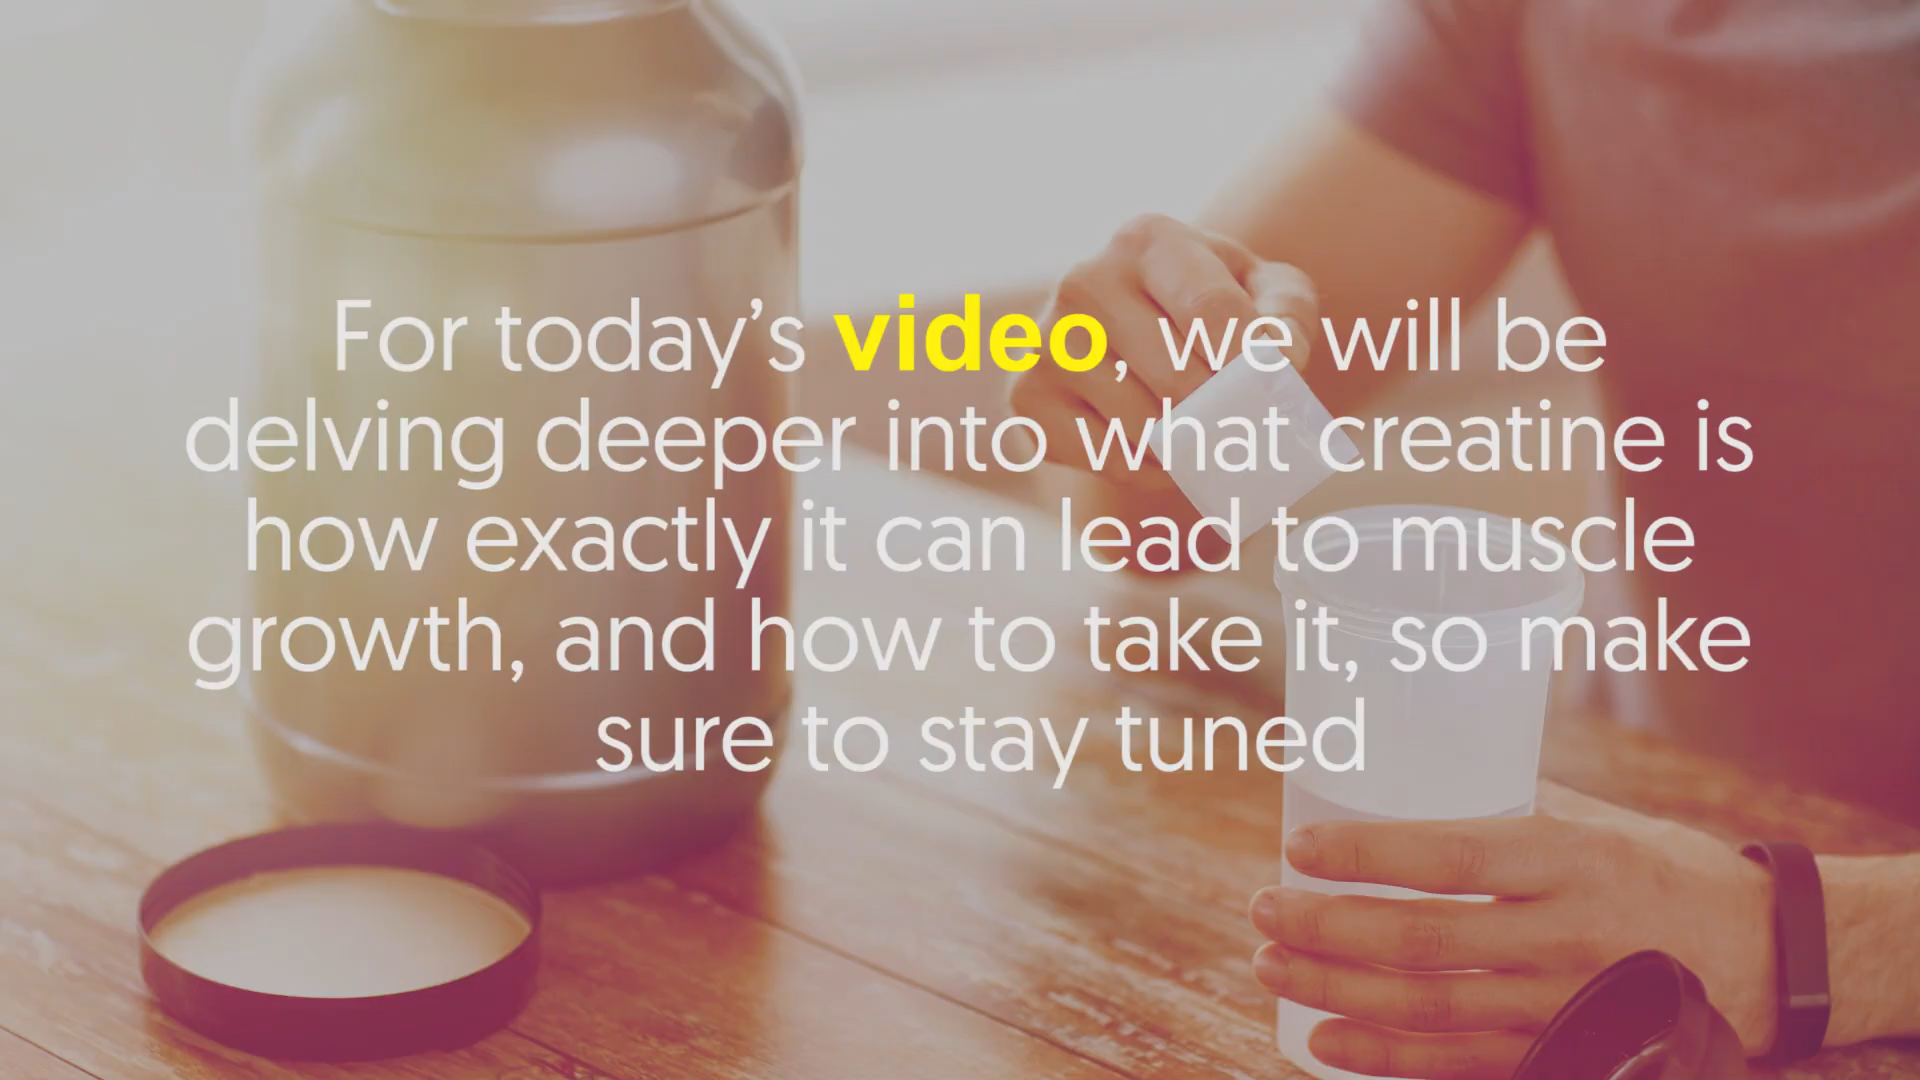 For today’s video, we will be
delving deeper into what creatine is
how exactly it can lead to muscle
growth, and how to take it, so make
sure to stay tuned